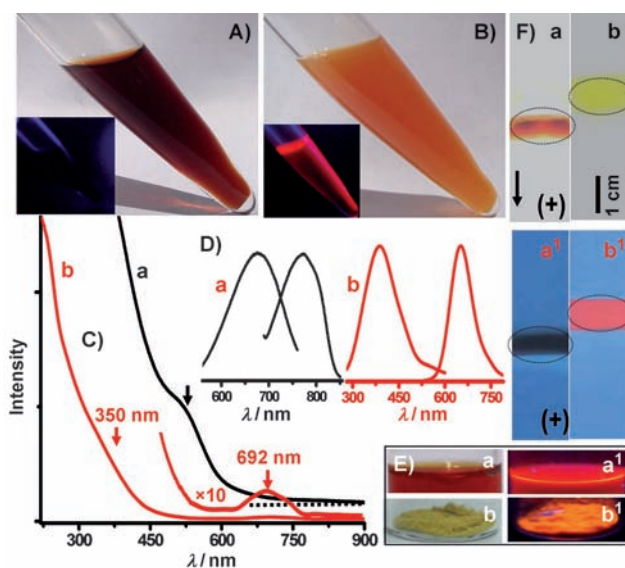 A)
B)
F) a b
(+)
1 cm
b a
C)
D)
a b
350 nm
692 nm
×10
Intensity
600 700 800
λ / nm
300 450 600 750
λ / nm
300 450 600 750 900
λ / nm
a¹ b¹
(+)
E) a a¹
b b¹